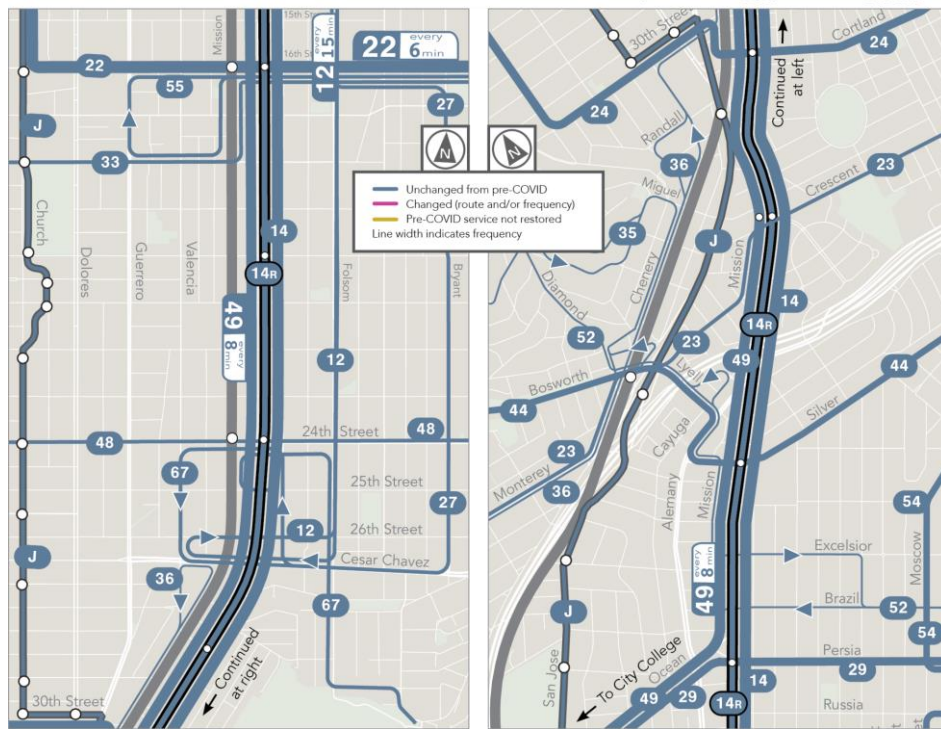 15th Street
Mission
16th Street
12 every 15 min
22 every 6 min
22
55
27
J
33
Unchanged from pre-COVID
Changed (route and/or frequency)
Pre-COVID service not restored
Line width indicates frequency
N
N
Church
Dolores
Guerrero
Valencia
14
14R
Folsom
Bryant
49 every 8 min
12
24th Street
48
48
67
25th Street
27
12
26th Street
Cesar Chavez
J
36
67
Continued
at right
30th Street
30th Street
Cortland
24
Continued
at left
24
Randall
36
Miguel
23
Crescent
35
J
Mission
Chenery
Diamond
14
14R
52
23
49
Lyell
44
Bosworth
44
Silver
Cayuga
23
Monterey
36
Alemany
Mission
54
Excelsior
Moscow
49 every 8 min
Brazil
52
J
54
Persia
Ocean
29
San Jose
To City College
49
29
14
14R
Russia